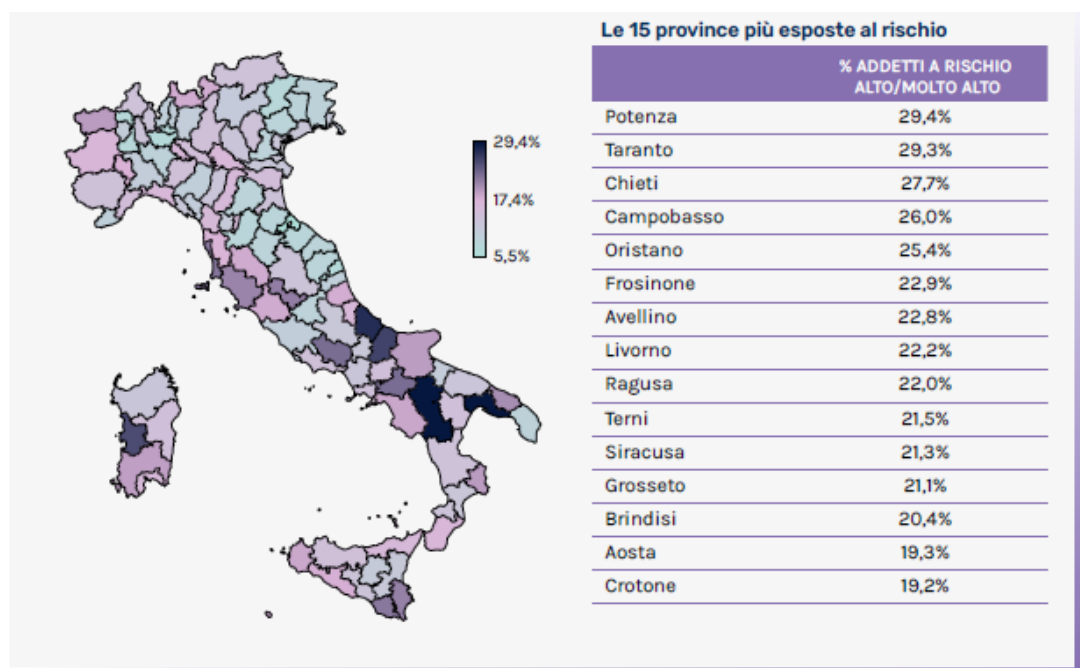 Le 15 province più esposte al rischio
% ADDETTI A RISCHIO
ALTO/MOLTO ALTO
Potenza 29,4%
Taranto 29,3%
Chieti 27,7%
Campobasso 26,0%
Oristano 25,4%
Frosinone 22,9%
Avellino 22,8%
Livorno 22,2%
Ragusa 22,0%
Terni 21,5%
Siracusa 21,3%
Grosseto 21,1%
Brindisi 20,4%
Aosta 19,3%
Crotone 19,2%
29,4%
17,4%
5,5%